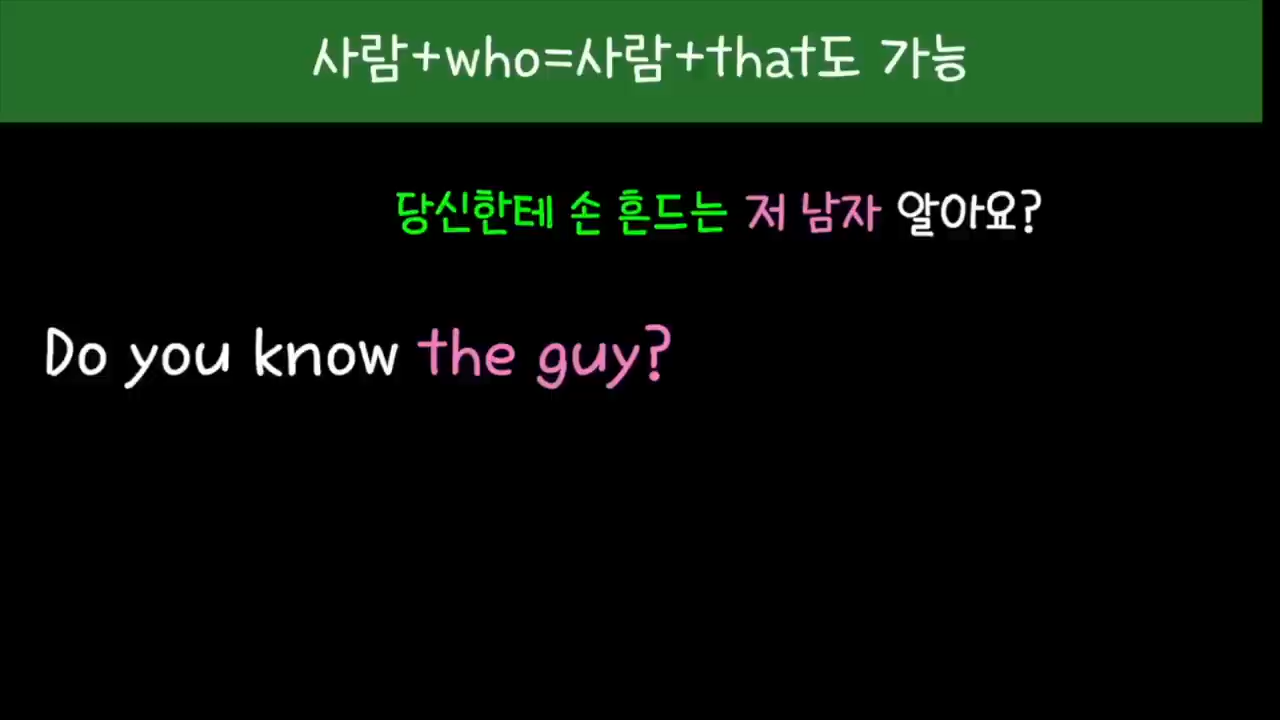 사람+who=사람+that도 가능
당신한테 손 흔드는 저 남자 알아요?
Do you know the guy?